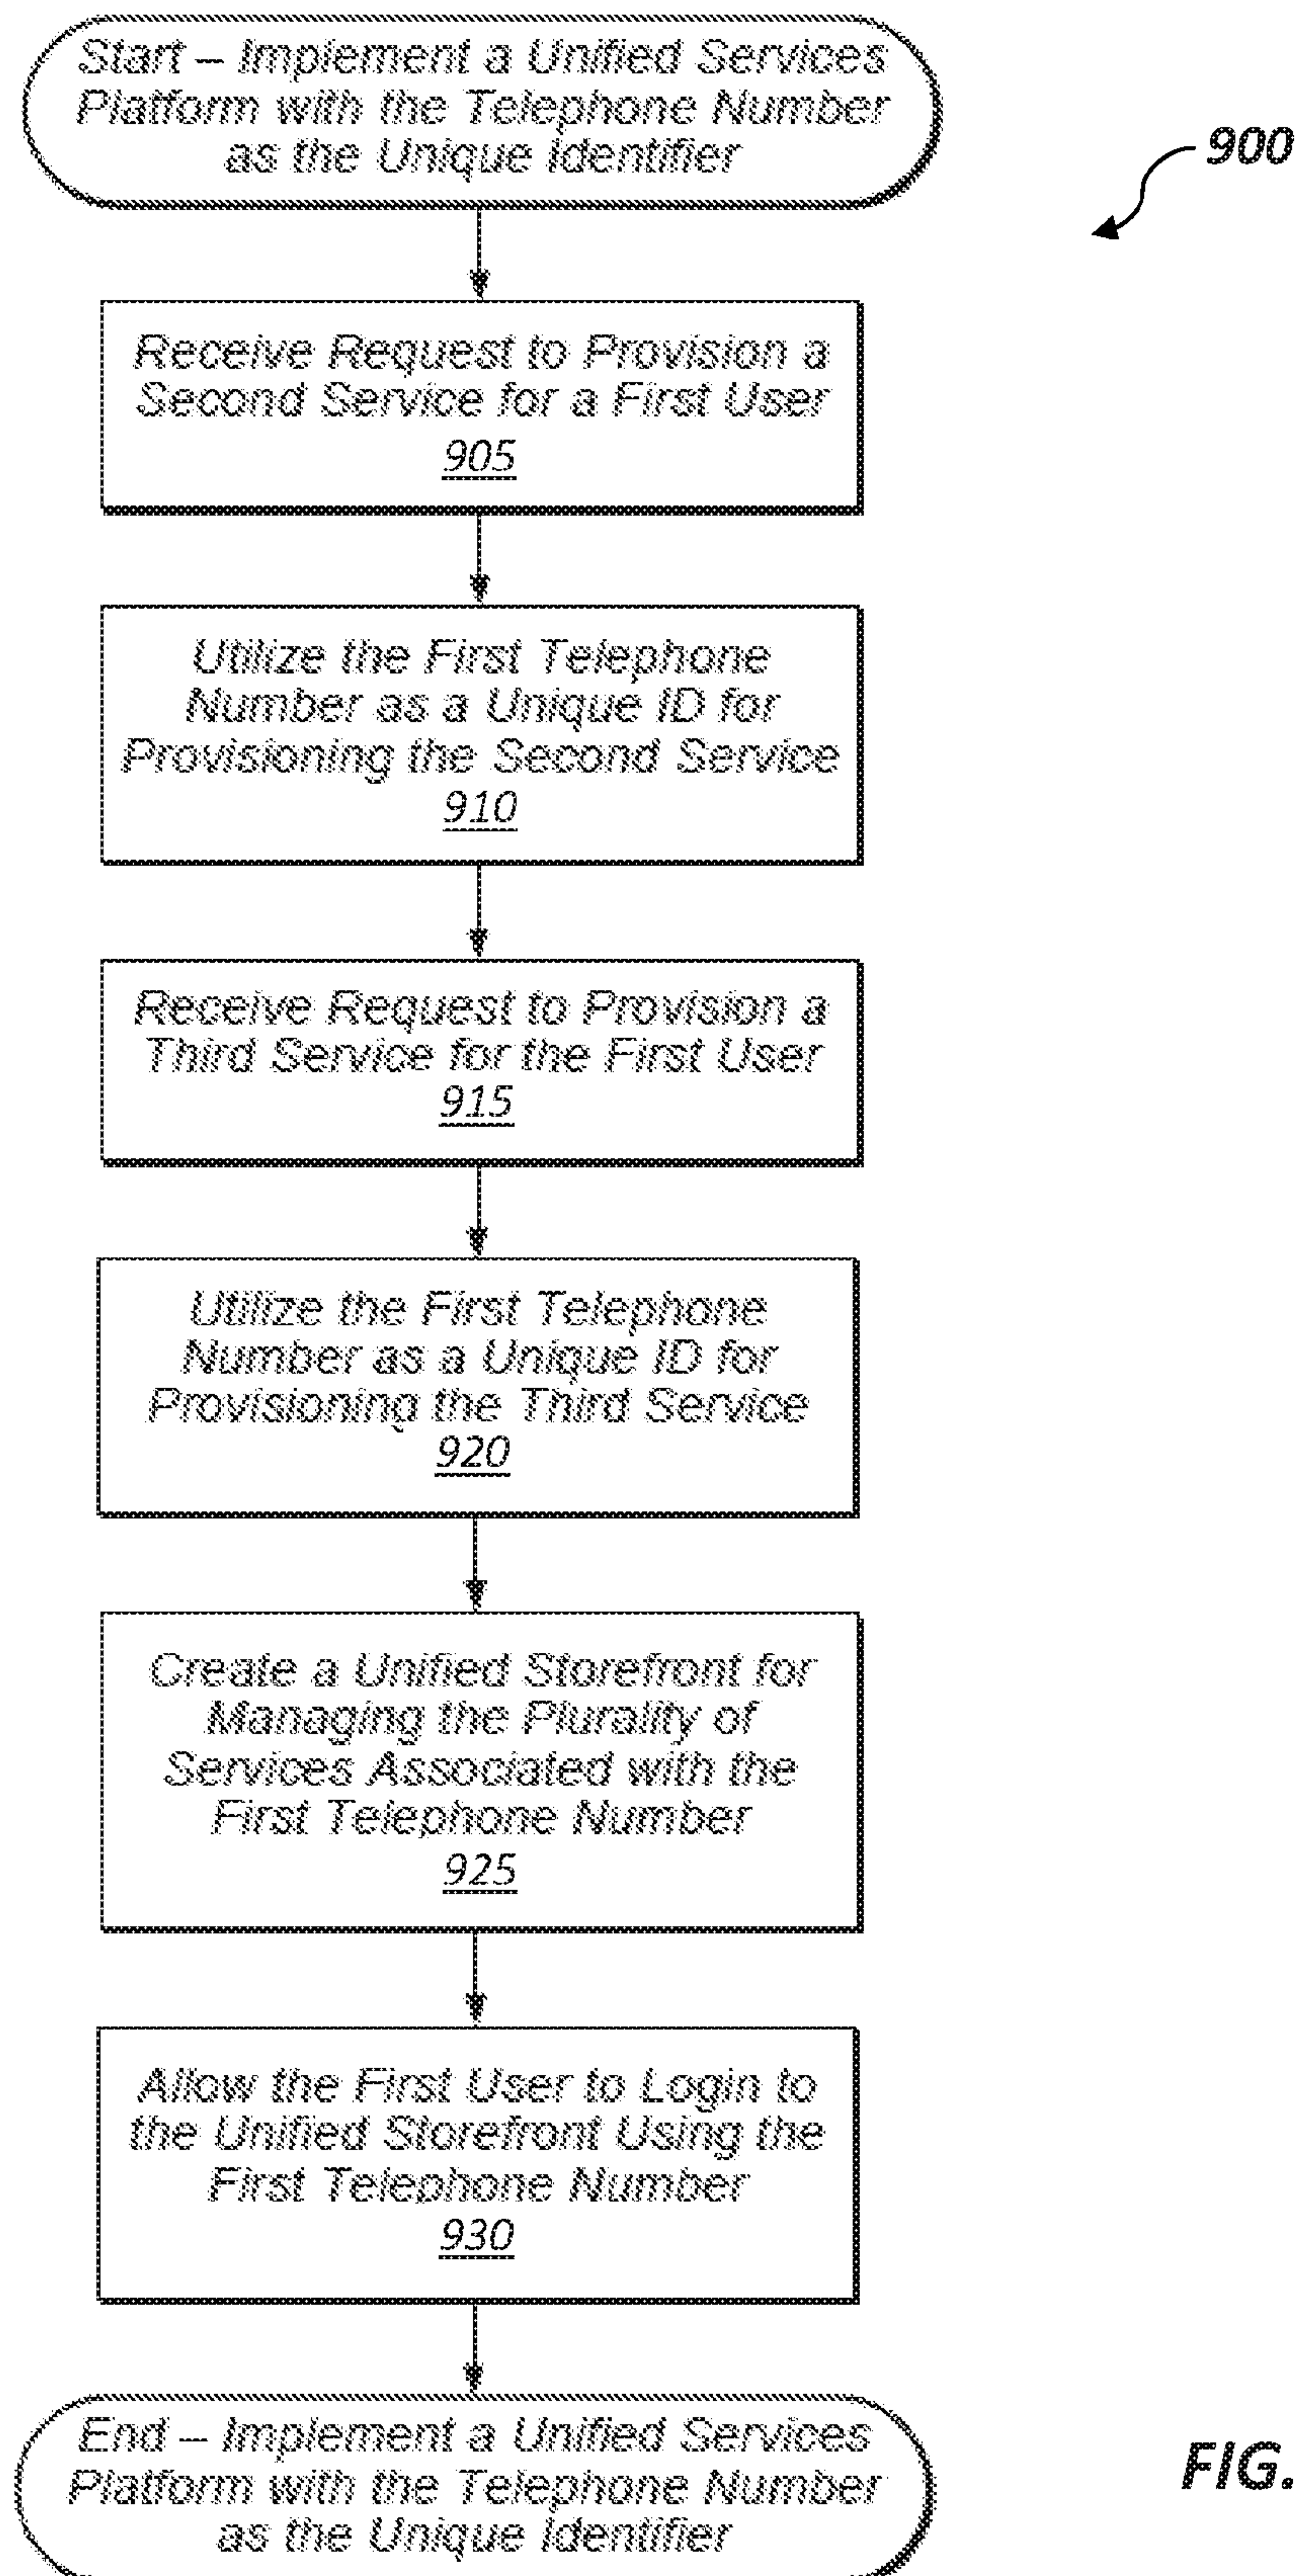 Start – Implement a Unified Services
Platform with the Telephone Number
as the Unique Identifier
900
Receive Request to Provision a
Second Service for a First User
905
Utilize the First Telephone
Number as a Unique ID for
Provisioning the Second Service
910
Receive Request to Provision a
Third Service for the First User
915
Utilize the First Telephone
Number as a Unique ID for
Provisioning the Third Service
920
Create a Unified Storefront for
Managing the Plurality of
Services Associated with the
First Telephone Number
925
Allow the First User to Login to
the Unified Storefront Using the
First Telephone Number
930
End – Implement a Unified Services
Platform with the Telephone Number
as the Unique Identifier
FIG.